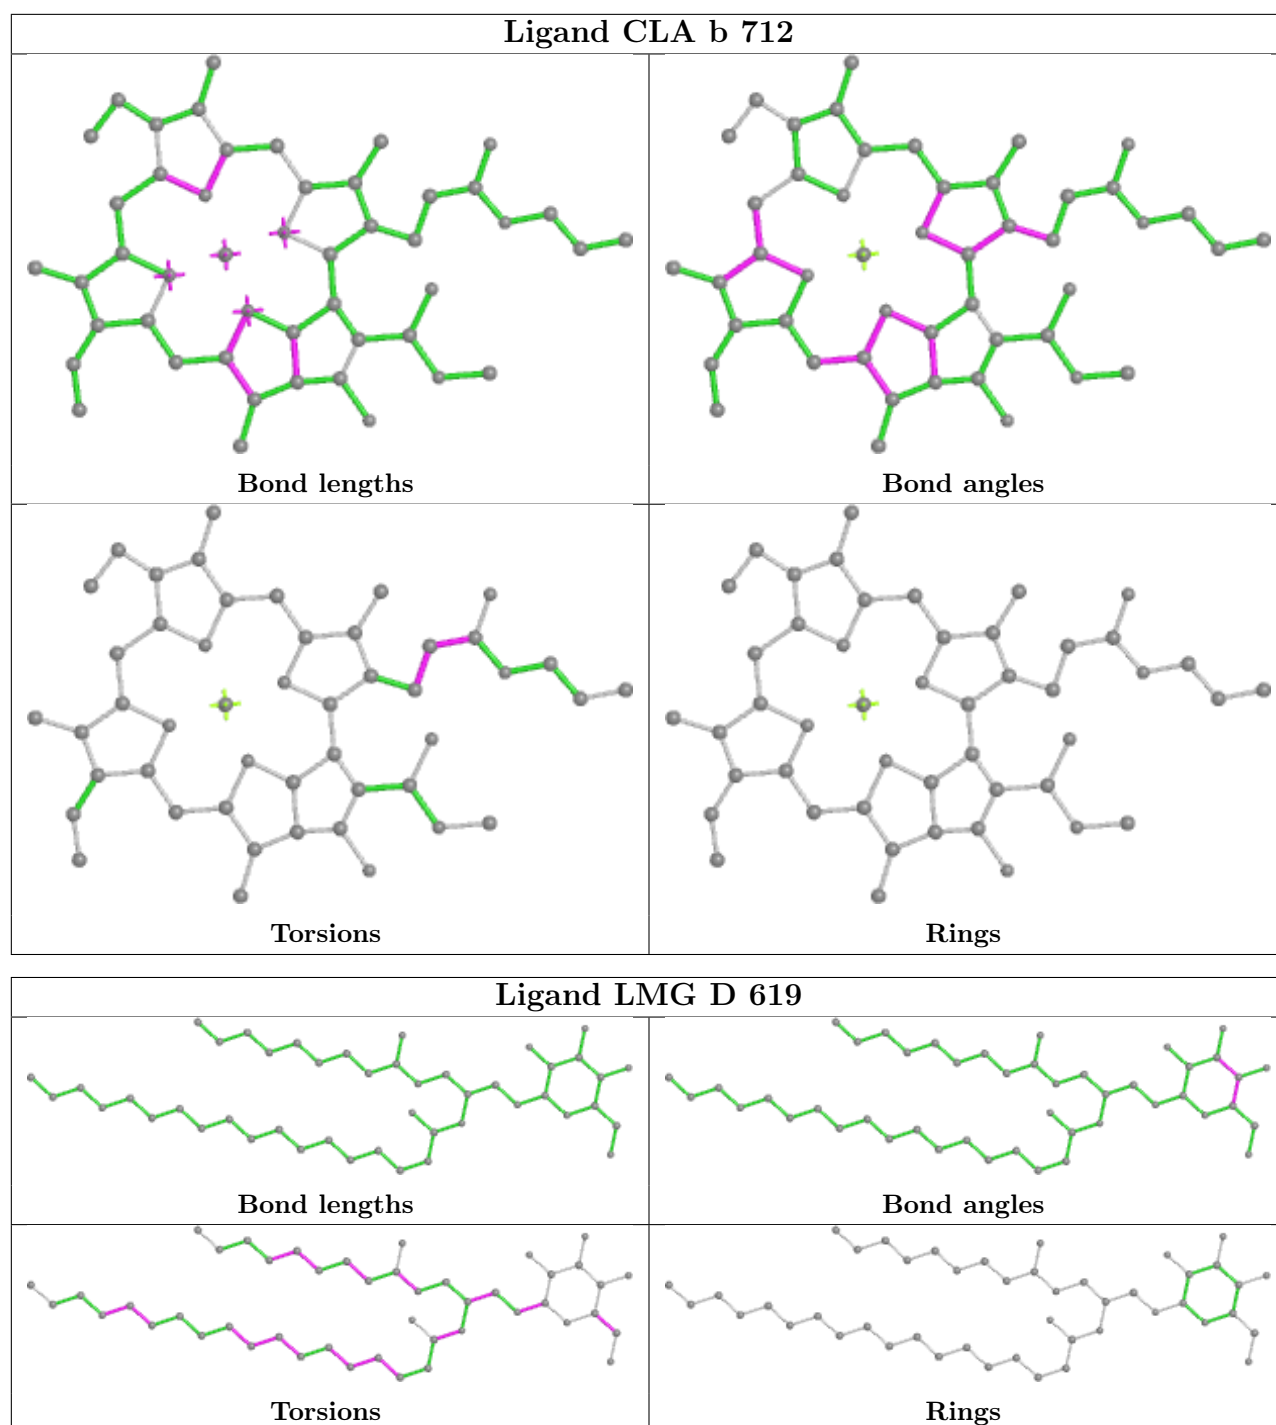 Ligand CLA b 712
Bond lengths
Bond angles
Torsions
Rings
Ligand LMG D 619
Bond lengths
Bond angles
Torsions
Rings